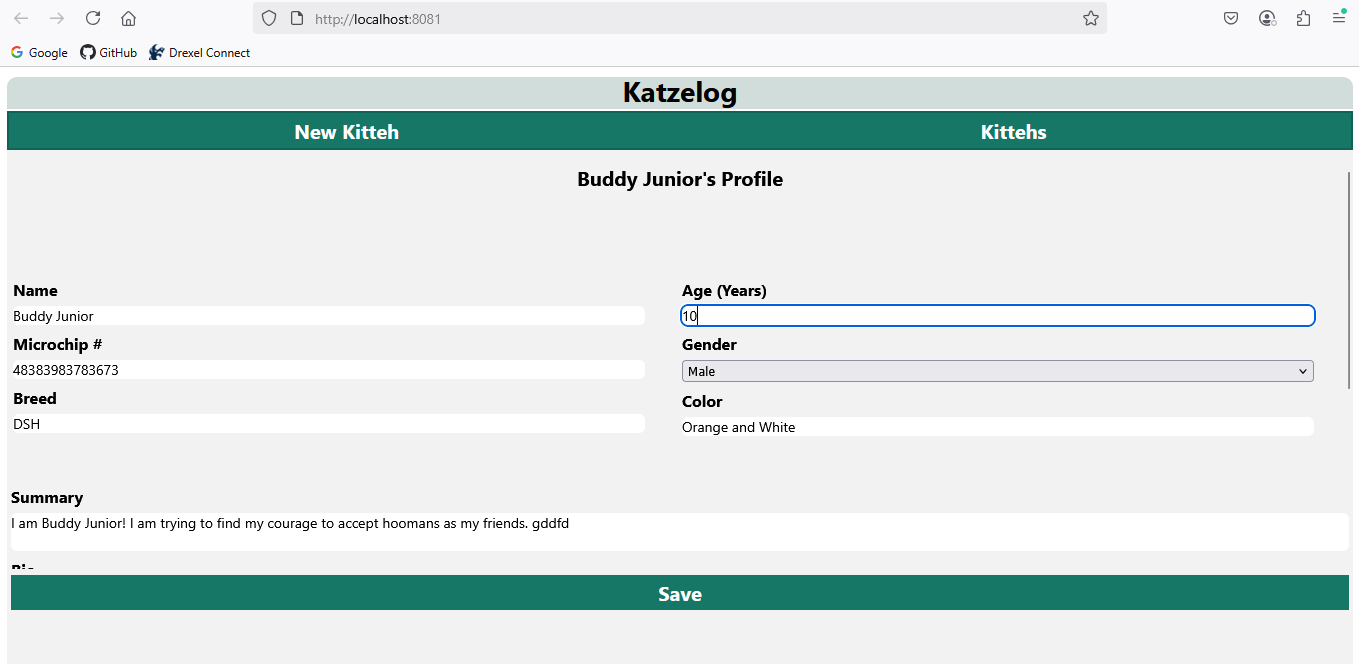 http://localhost:8081
Google GitHub Drexel Connect
Katzelog
New Kitteh Kittehs
Buddy Junior's Profile
Name Age (Years)
Buddy Junior 10
Microchip # Gender
48383983783673 Male
Breed Color
DSH Orange and White
Summary
I am Buddy Junior! I am trying to find my courage to accept hoomans as my friends. gddfd
Save